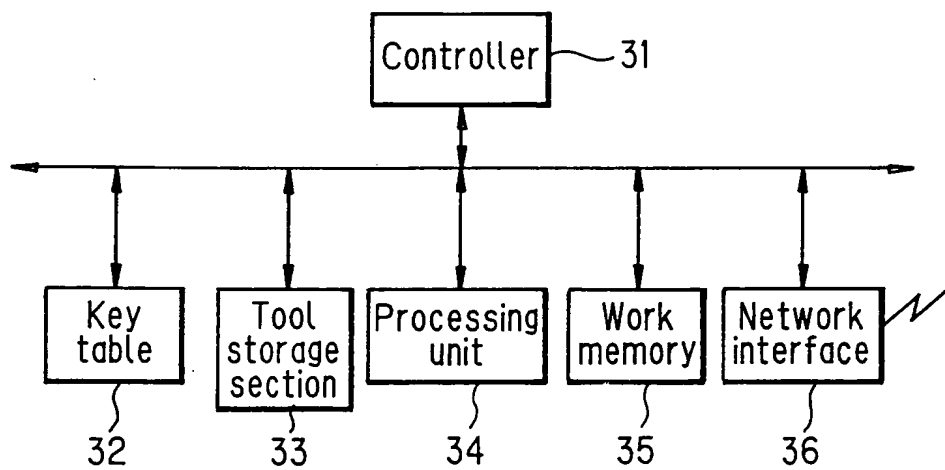 Controller
31
Key
table
Tool
storage
section
Processing
unit
Work
memory
Network
interface
32
33
34
35
36